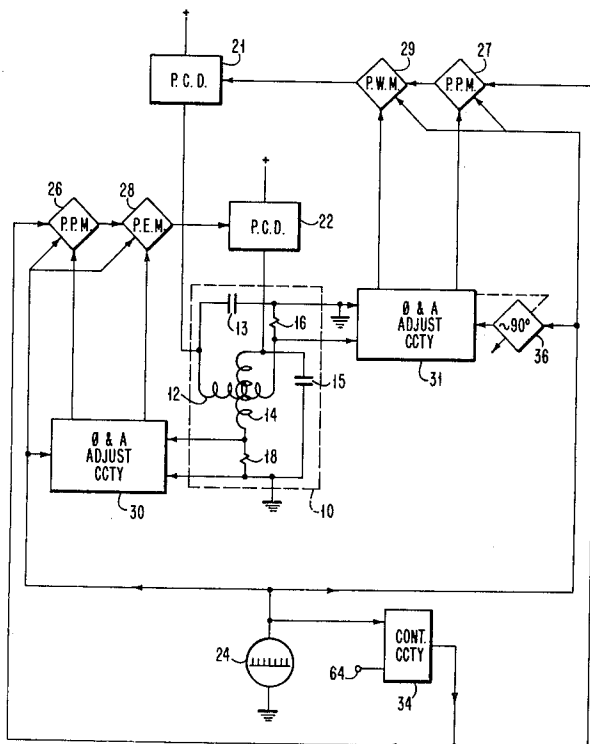 +
21
P.C.D.
29
27
P.W.M.
P.P.M.
+
26
28
P.P.M.
P.E.M.
P.C.D.
22
13
16
Ø & A
ADJUST
CCTY
31
~90°
36
12
14
15
Ø & A
ADJUST
CCTY
30
18
10
24
64
CONT.
CCTY
34